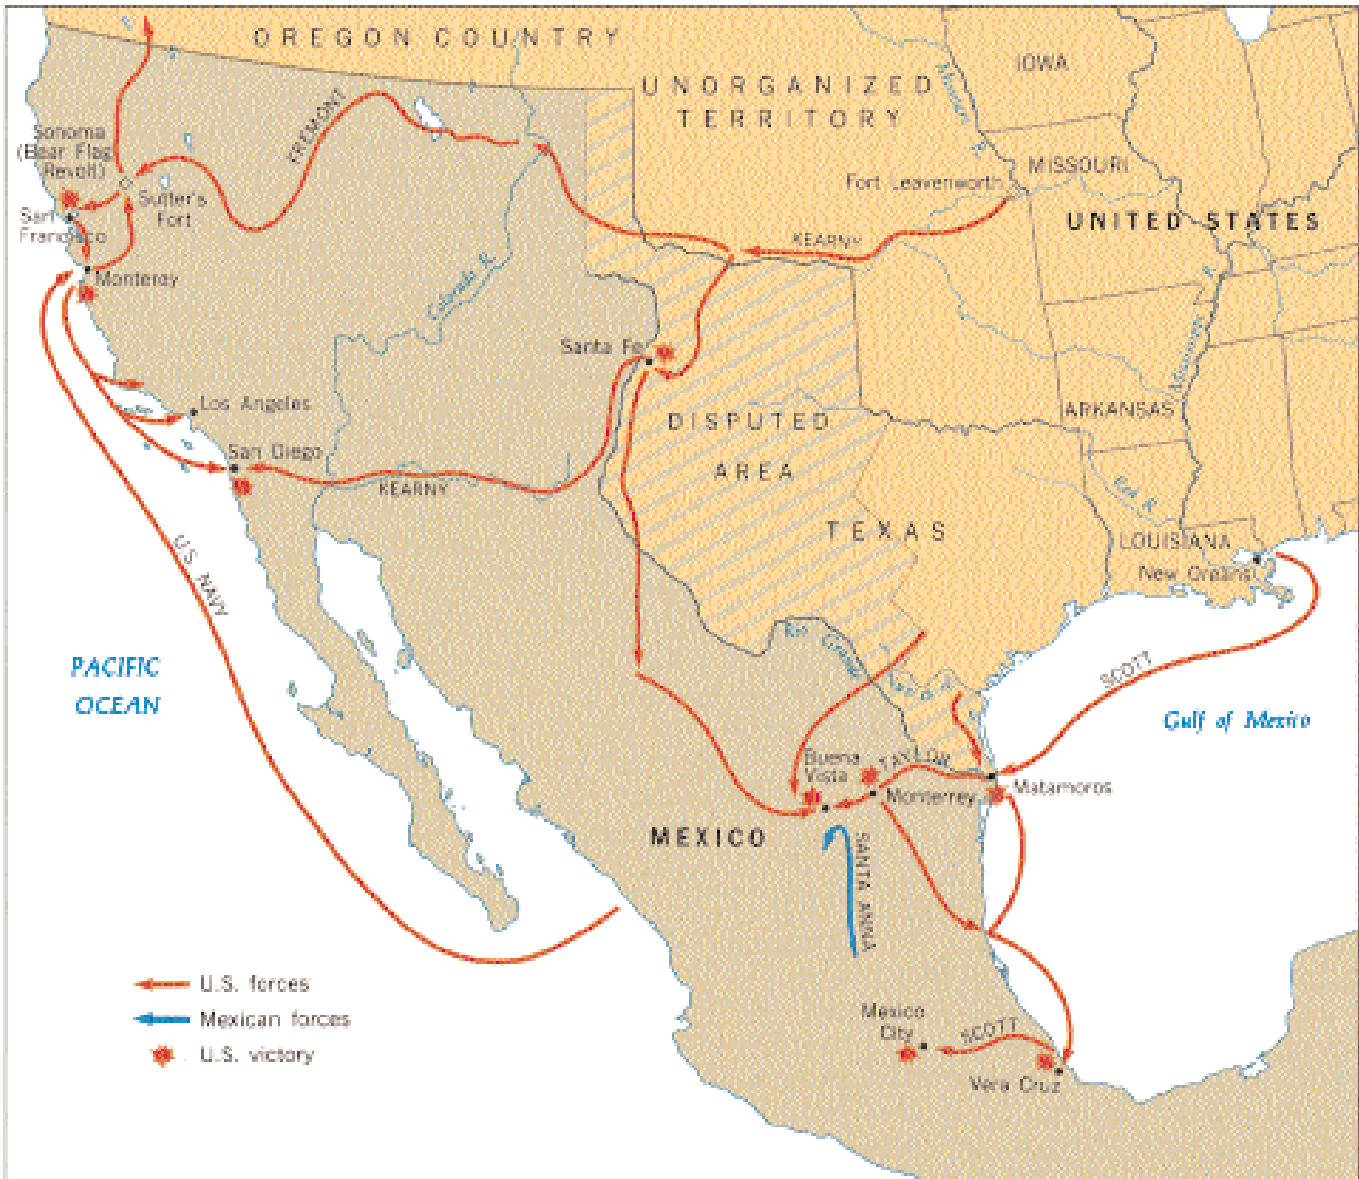 OREGON COUNTRY
UNORGANIZED
TERRITORY
IOWA
Missouri R.
FREMONT
Sonoma
(Bear Flag
Revolt)
MISSOURI
Fort Leavenworth
Sutter's
Fort
San
Francisco
UNITED STATES
KEARNY
Monterey
Colorado R.
Mississippi R.
Santa Fe
Los Angeles
DISPUTED
AREA
ARKANSAS
San Diego
KEARNY
Red R.
TEXAS
LOUISIANA
New Orleans
U.S. NAVY
Rio Grande
Nueces R.
PACIFIC
OCEAN
SCOTT
Gulf of Mexico
Buena
Vista
TAYLOR
Monterrey
Matamoros
MEXICO
SANTA ANNA
U.S. forces
Mexican forces
U.S. victory
Mexico
City
SCOTT
Vera Cruz